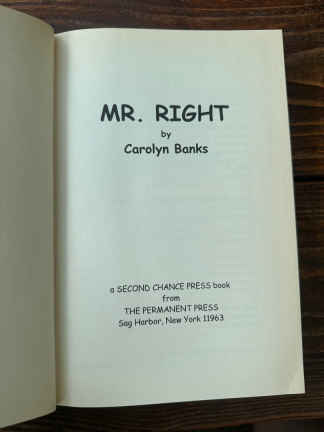 MR. RIGHT
by
Carolyn Banks
a SECOND CHANCE PRESS book
from
THE PERMANENT PRESS
Sag Harbor, New York 11963